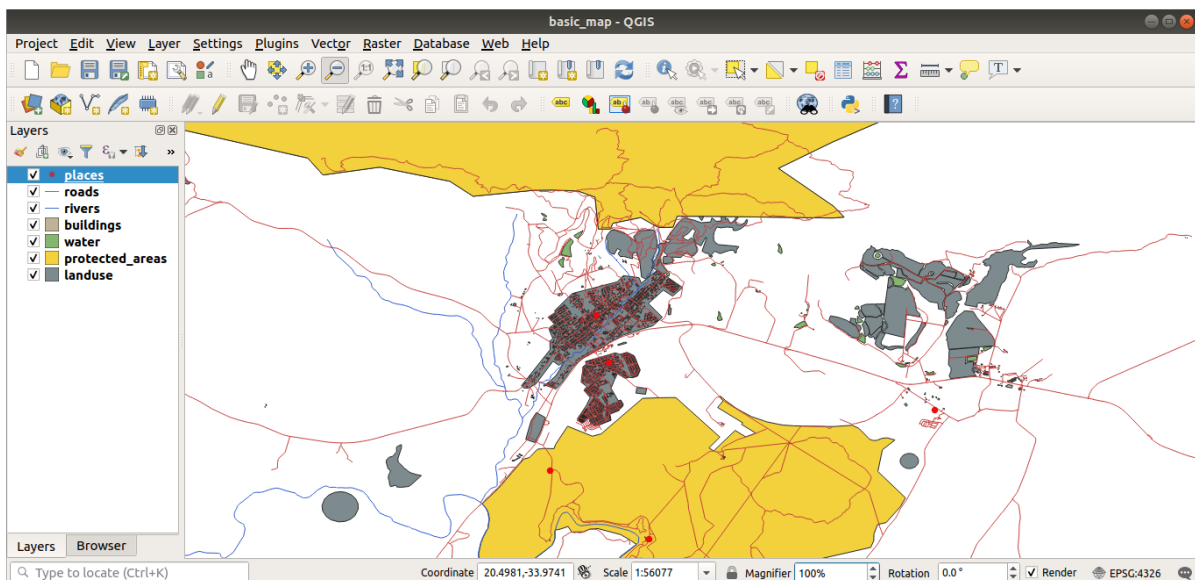 basic_map - QGIS
Project Edit View Layer Settings Plugins Vector Raster Database Web Help
Layers
places
roads
rivers
buildings
water
protected_areas
landuse
Layers Browser
Type to locate (Ctrl+K) Coordinate 20.4981,-33.9741 Scale 1:56077 Magnifier 100% Rotation 0.0 ° Render EPSG:4326